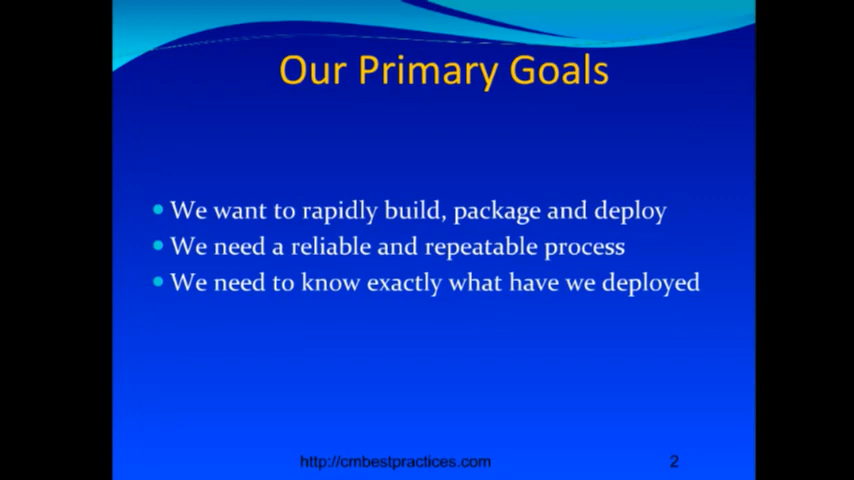 Our Primary Goals
We want to rapidly build, package and deploy
We need a reliable and repeatable process
We need to know exactly what have we deployed
http://cmbestpractices.com 2